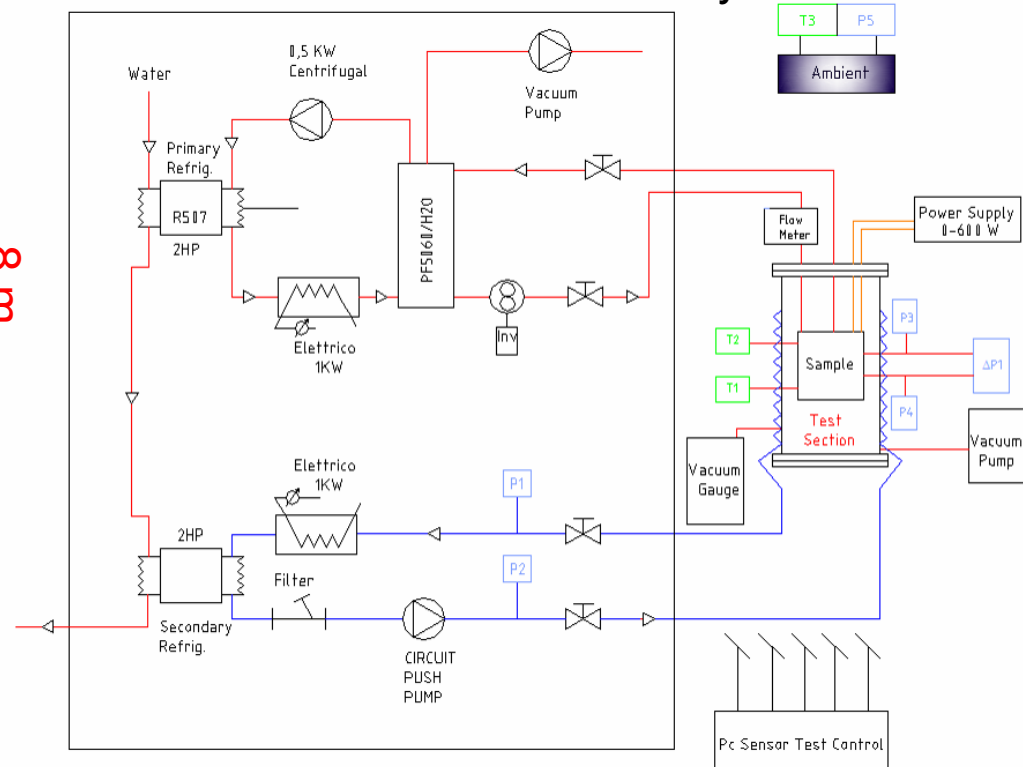 T3
P5
Ambient
0,5 KW
Centrifugal
Water
Vacuum
Pump
Primary
Refrig.
R507
2HP
PF5060/H20
Flow
Meter
Power Supply
0-600 W
Elettrico
1KW
Inv
P3
T2
Sample
ΔP1
T1
P4
Test
Section
Vacuum
Gauge
Vacuum
Pump
Elettrico
1KW
P1
2HP
P2
Filter
Secondary
Refrig.
CIRCUIT
PUSH
PUMP
Pc Sensor Test Control